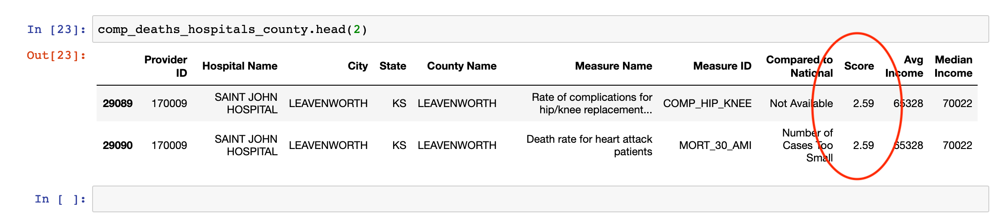 In [23]: comp_deaths_hospitals_county.head(2)
Out[23]:
Provider ID Hospital Name City State County Name Measure Name Measure ID Compared to National Score Avg Income Median Income
29089 170009 SAINT JOHN HOSPITAL LEAVENWORTH KS LEAVENWORTH Rate of complications for hip/knee replacement... COMP_HIP_KNEE Not Available 2.59 65328 70022
29090 170009 SAINT JOHN HOSPITAL LEAVENWORTH KS LEAVENWORTH Death rate for heart attack patients MORT_30_AMI Number of Cases Too Small 2.59 65328 70022
In [ ]: